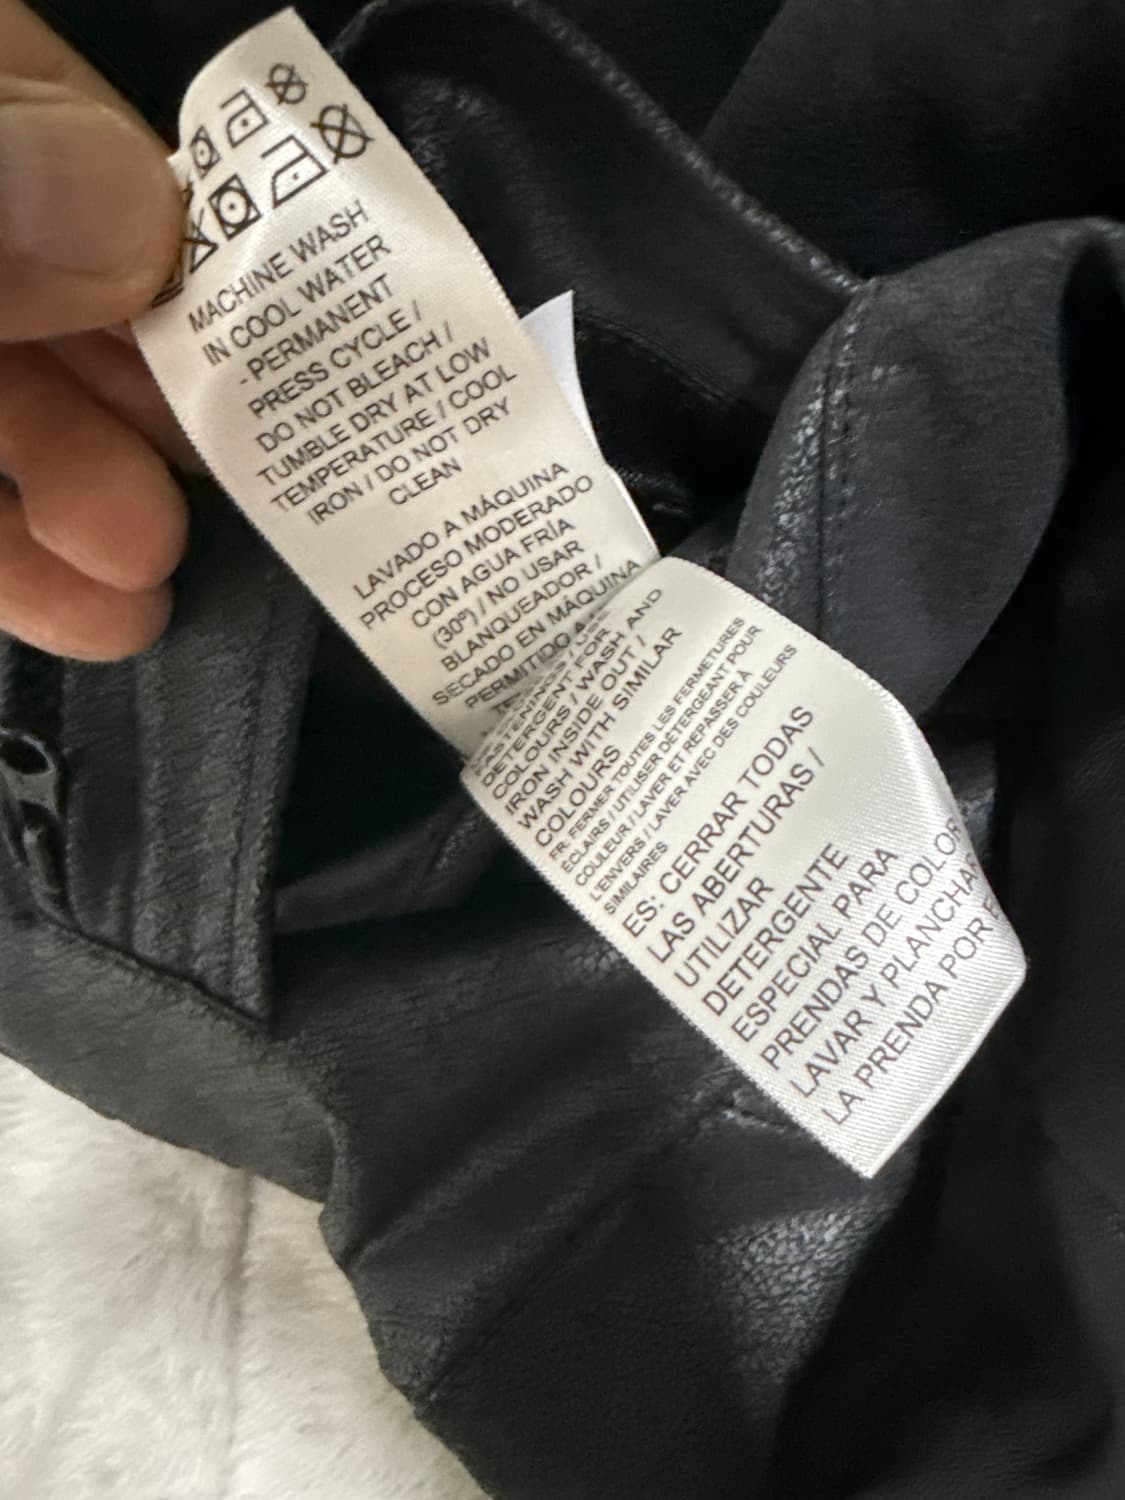 MACHINE WASH
IN COOL WATER
- PERMANENT
PRESS CYCLE /
DO NOT BLEACH /
TUMBLE DRY AT LOW
TEMPERATURE / COOL
IRON / DO NOT DRY
CLEAN
LAVADO A MÁQUINA
PROCESO MODERADO
CON AGUA FRÍA
(30º) / NO USAR
BLANQUEADOR /
SECADO EN MÁQUINA
PERMITIDO A
DETERGENT FOR
COLOURS / WASH AND
IRON INSIDE OUT /
WASH WITH SIMILAR
COLOURS
FR: FERMER TOUTES LES FERMETURES
ÉCLAIRS / UTILISER DÉTERGEANT POUR
COULEUR / LAVER ET REPASSER À
L'ENVERS / LAVER AVEC DES COULEURS
SIMILAIRES
ES: CERRAR TODAS
LAS ABERTURAS /
UTILIZAR
DETERGENTE
ESPECIAL PARA
PRENDAS DE COLOR
LAVAR Y PLANCHAR
LA PRENDA POR